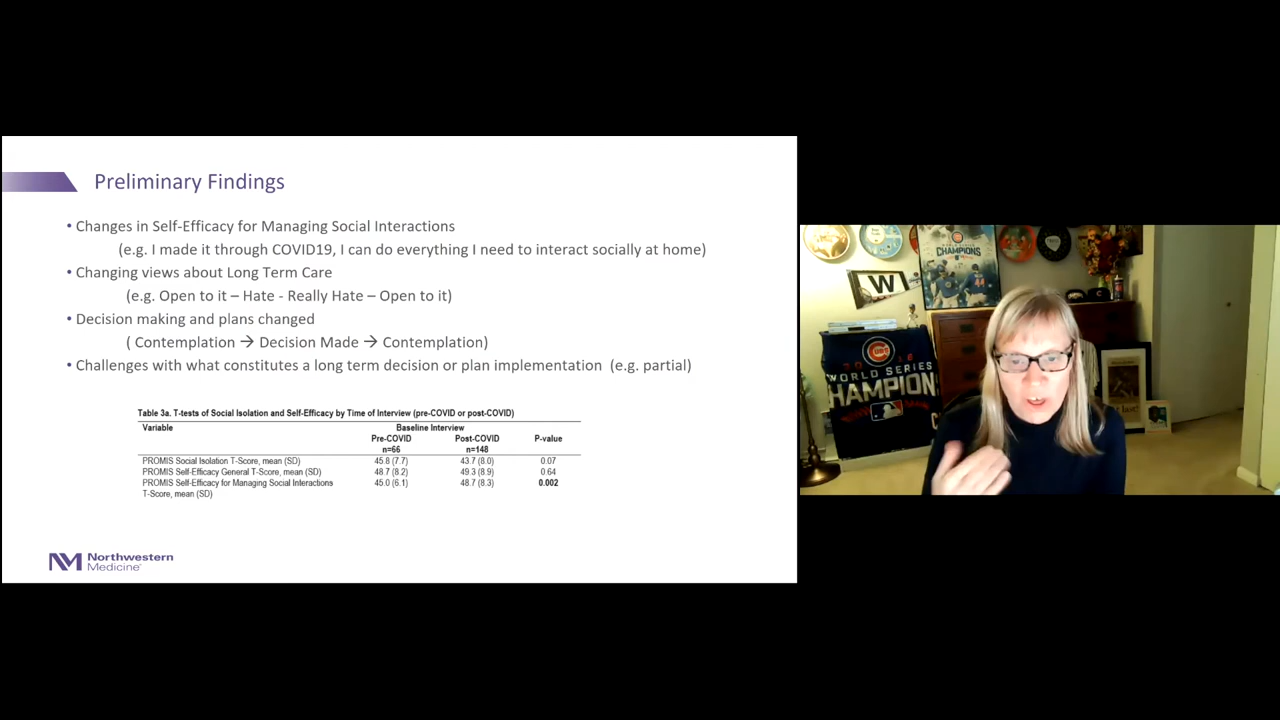 Preliminary Findings
• Changes in Self-Efficacy for Managing Social Interactions
(e.g. I made it through COVID19, I can do everything I need to interact socially at home)
• Changing views about Long Term Care
(e.g. Open to it – Hate - Really Hate – Open to it)
• Decision making and plans changed
( Contemplation → Decision Made → Contemplation)
• Challenges with what constitutes a long term decision or plan implementation (e.g. partial)
Table 3a. T-tests of Social Isolation and Self-Efficacy by Time of Interview (pre-COVID or post-COVID)
Variable Baseline Interview
Pre-COVID Post-COVID P-value
n=66 n=148
PROMIS Social Isolation T-Score, mean (SD) 45.8 (7.7) 43.7 (8.0) 0.07
PROMIS Self-Efficacy General T-Score, mean (SD) 48.7 (8.2) 49.3 (8.9) 0.64
PROMIS Self-Efficacy for Managing Social Interactions 45.0 (6.1) 48.7 (8.3) 0.002
T-Score, mean (SD)
NM Northwestern
Medicine
WORLD SERIES
CHAMPIONS
44
W
CUBS
WORLD SERIES
CHAMPION